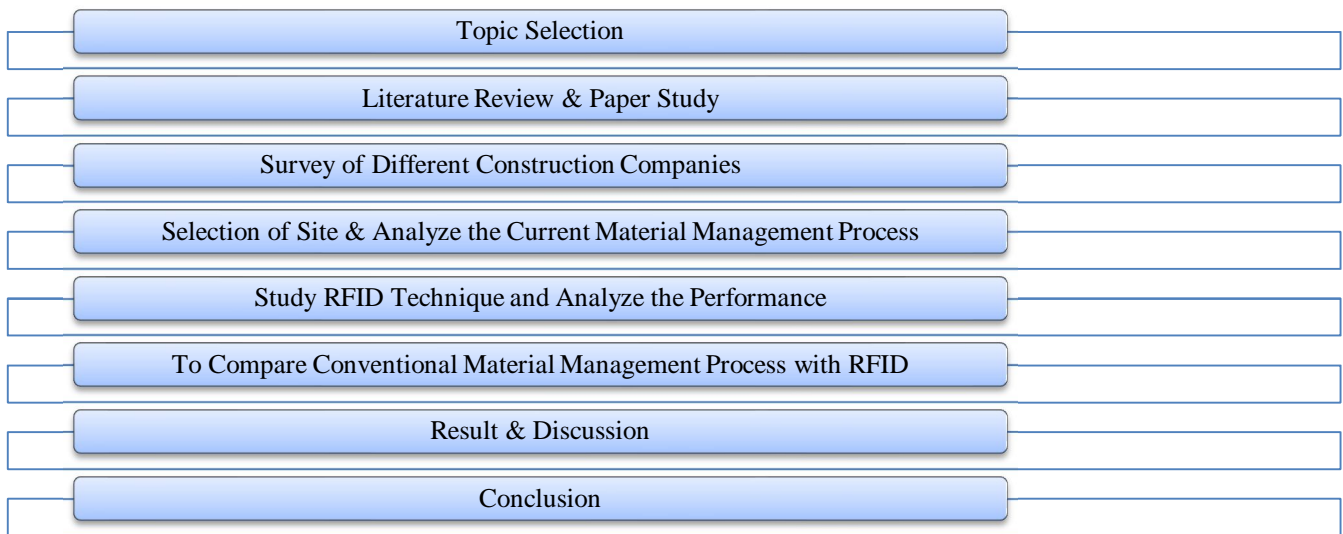 Topic Selection
Literature Review & Paper Study
Survey of Different Construction Companies
Selection of Site & Analyze the Current Material Management Process
Study RFID Technique and Analyze the Performance
To Compare Conventional Material Management Process with RFID
Result & Discussion
Conclusion